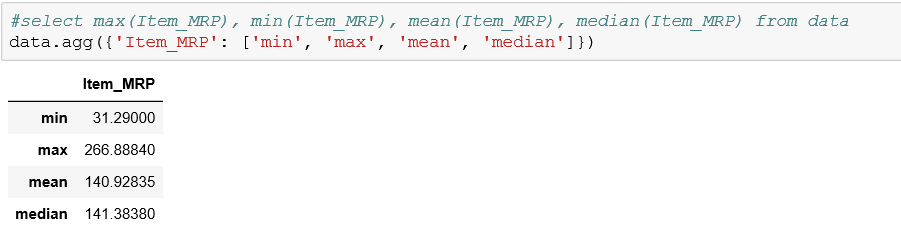 #select max(Item_MRP), min(Item_MRP), mean(Item_MRP), median(Item_MRP) from data
data.agg({'Item_MRP': ['min', 'max', 'mean', 'median']})
Item_MRP
min 31.29000
max 266.88840
mean 140.92835
median 141.38380